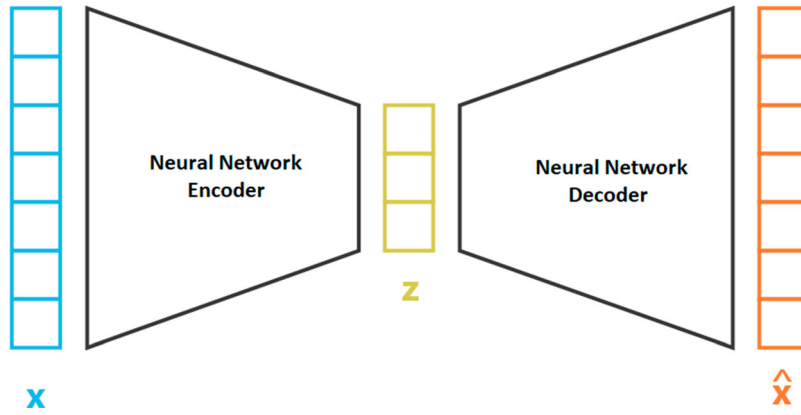 Neural Network
Encoder
Neural Network
Decoder
z
x
x̂